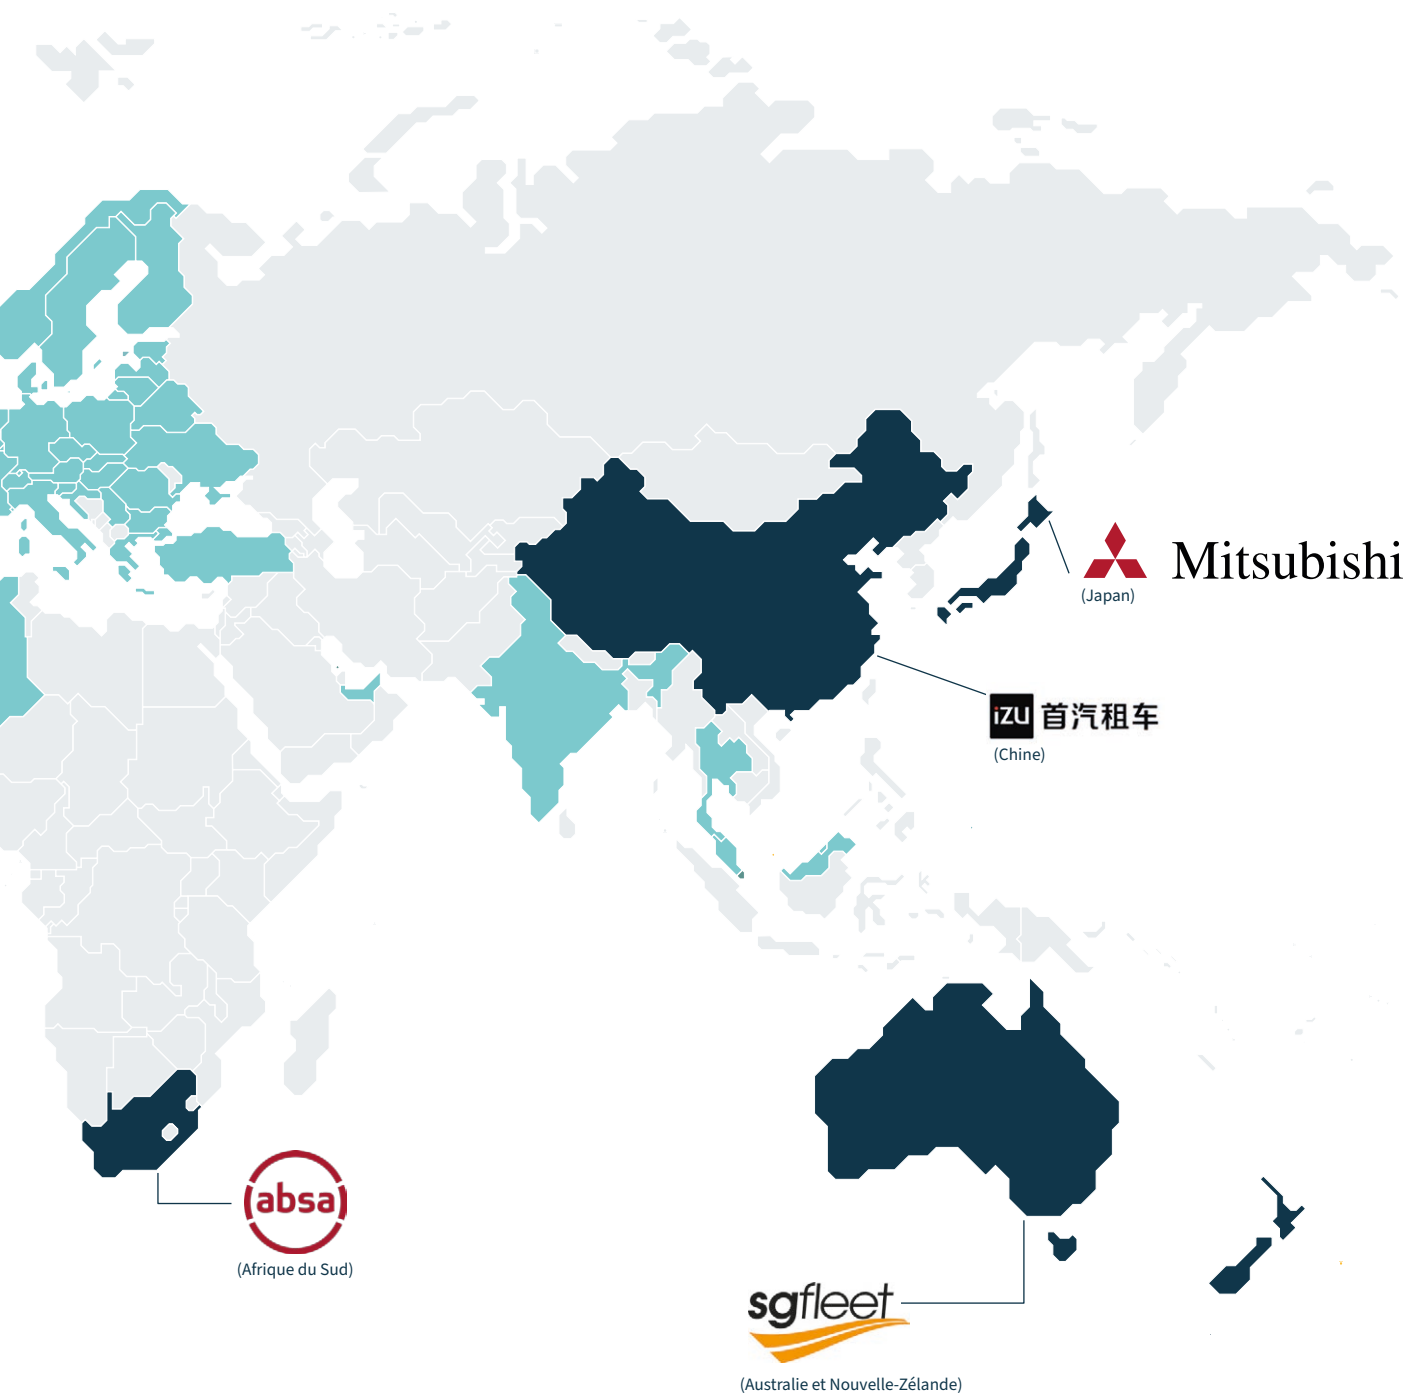 Mitsubishi
(Japan)
izu 首汽租车
(Chine)
absa
(Afrique du Sud)
sgfleet
(Australie et Nouvelle-Zélande)